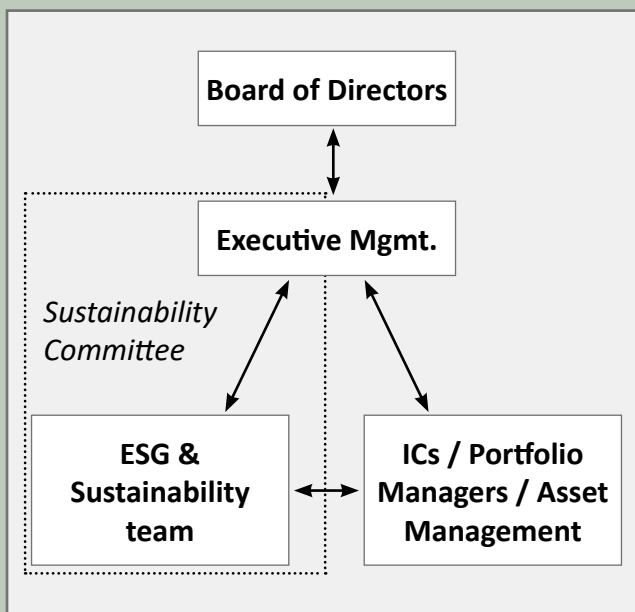 Board of Directors
Executive Mgmt.
Sustainability
Committee
ESG &
Sustainability
team
ICs / Portfolio
Managers / Asset
Management